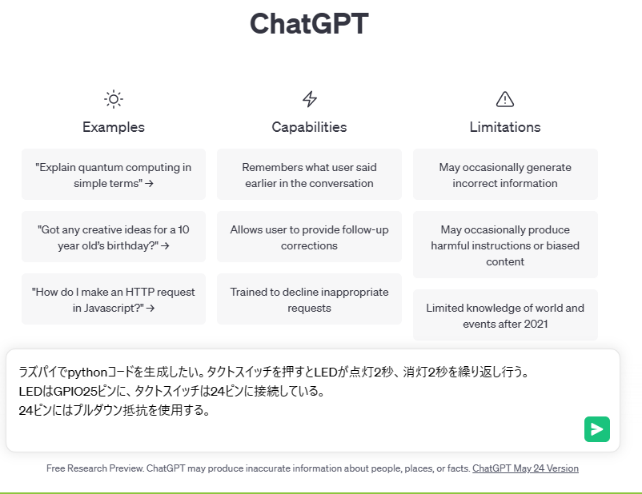 ChatGPT
Examples
Capabilities
Limitations
"Explain quantum computing in
simple terms" →
Remembers what user said
earlier in the conversation
May occasionally generate
incorrect information
"Got any creative ideas for a 10
year old's birthday?" →
Allows user to provide follow-up
corrections
May occasionally produce
harmful instructions or biased
content
"How do I make an HTTP request
in Javascript?" →
Trained to decline inappropriate
requests
Limited knowledge of world and
events after 2021
ラズパイでpythonコードを生成したい。タクトスイッチを押すとLEDが点灯2秒、消灯2秒を繰り返し行う。
LEDはGPIO25ピンに、タクトスイッチは24ピンに接続している。
24ピンにはプルダウン抵抗を使用する。
Free Research Preview. ChatGPT may produce inaccurate information about people, places, or facts. ChatGPT May 24 Version